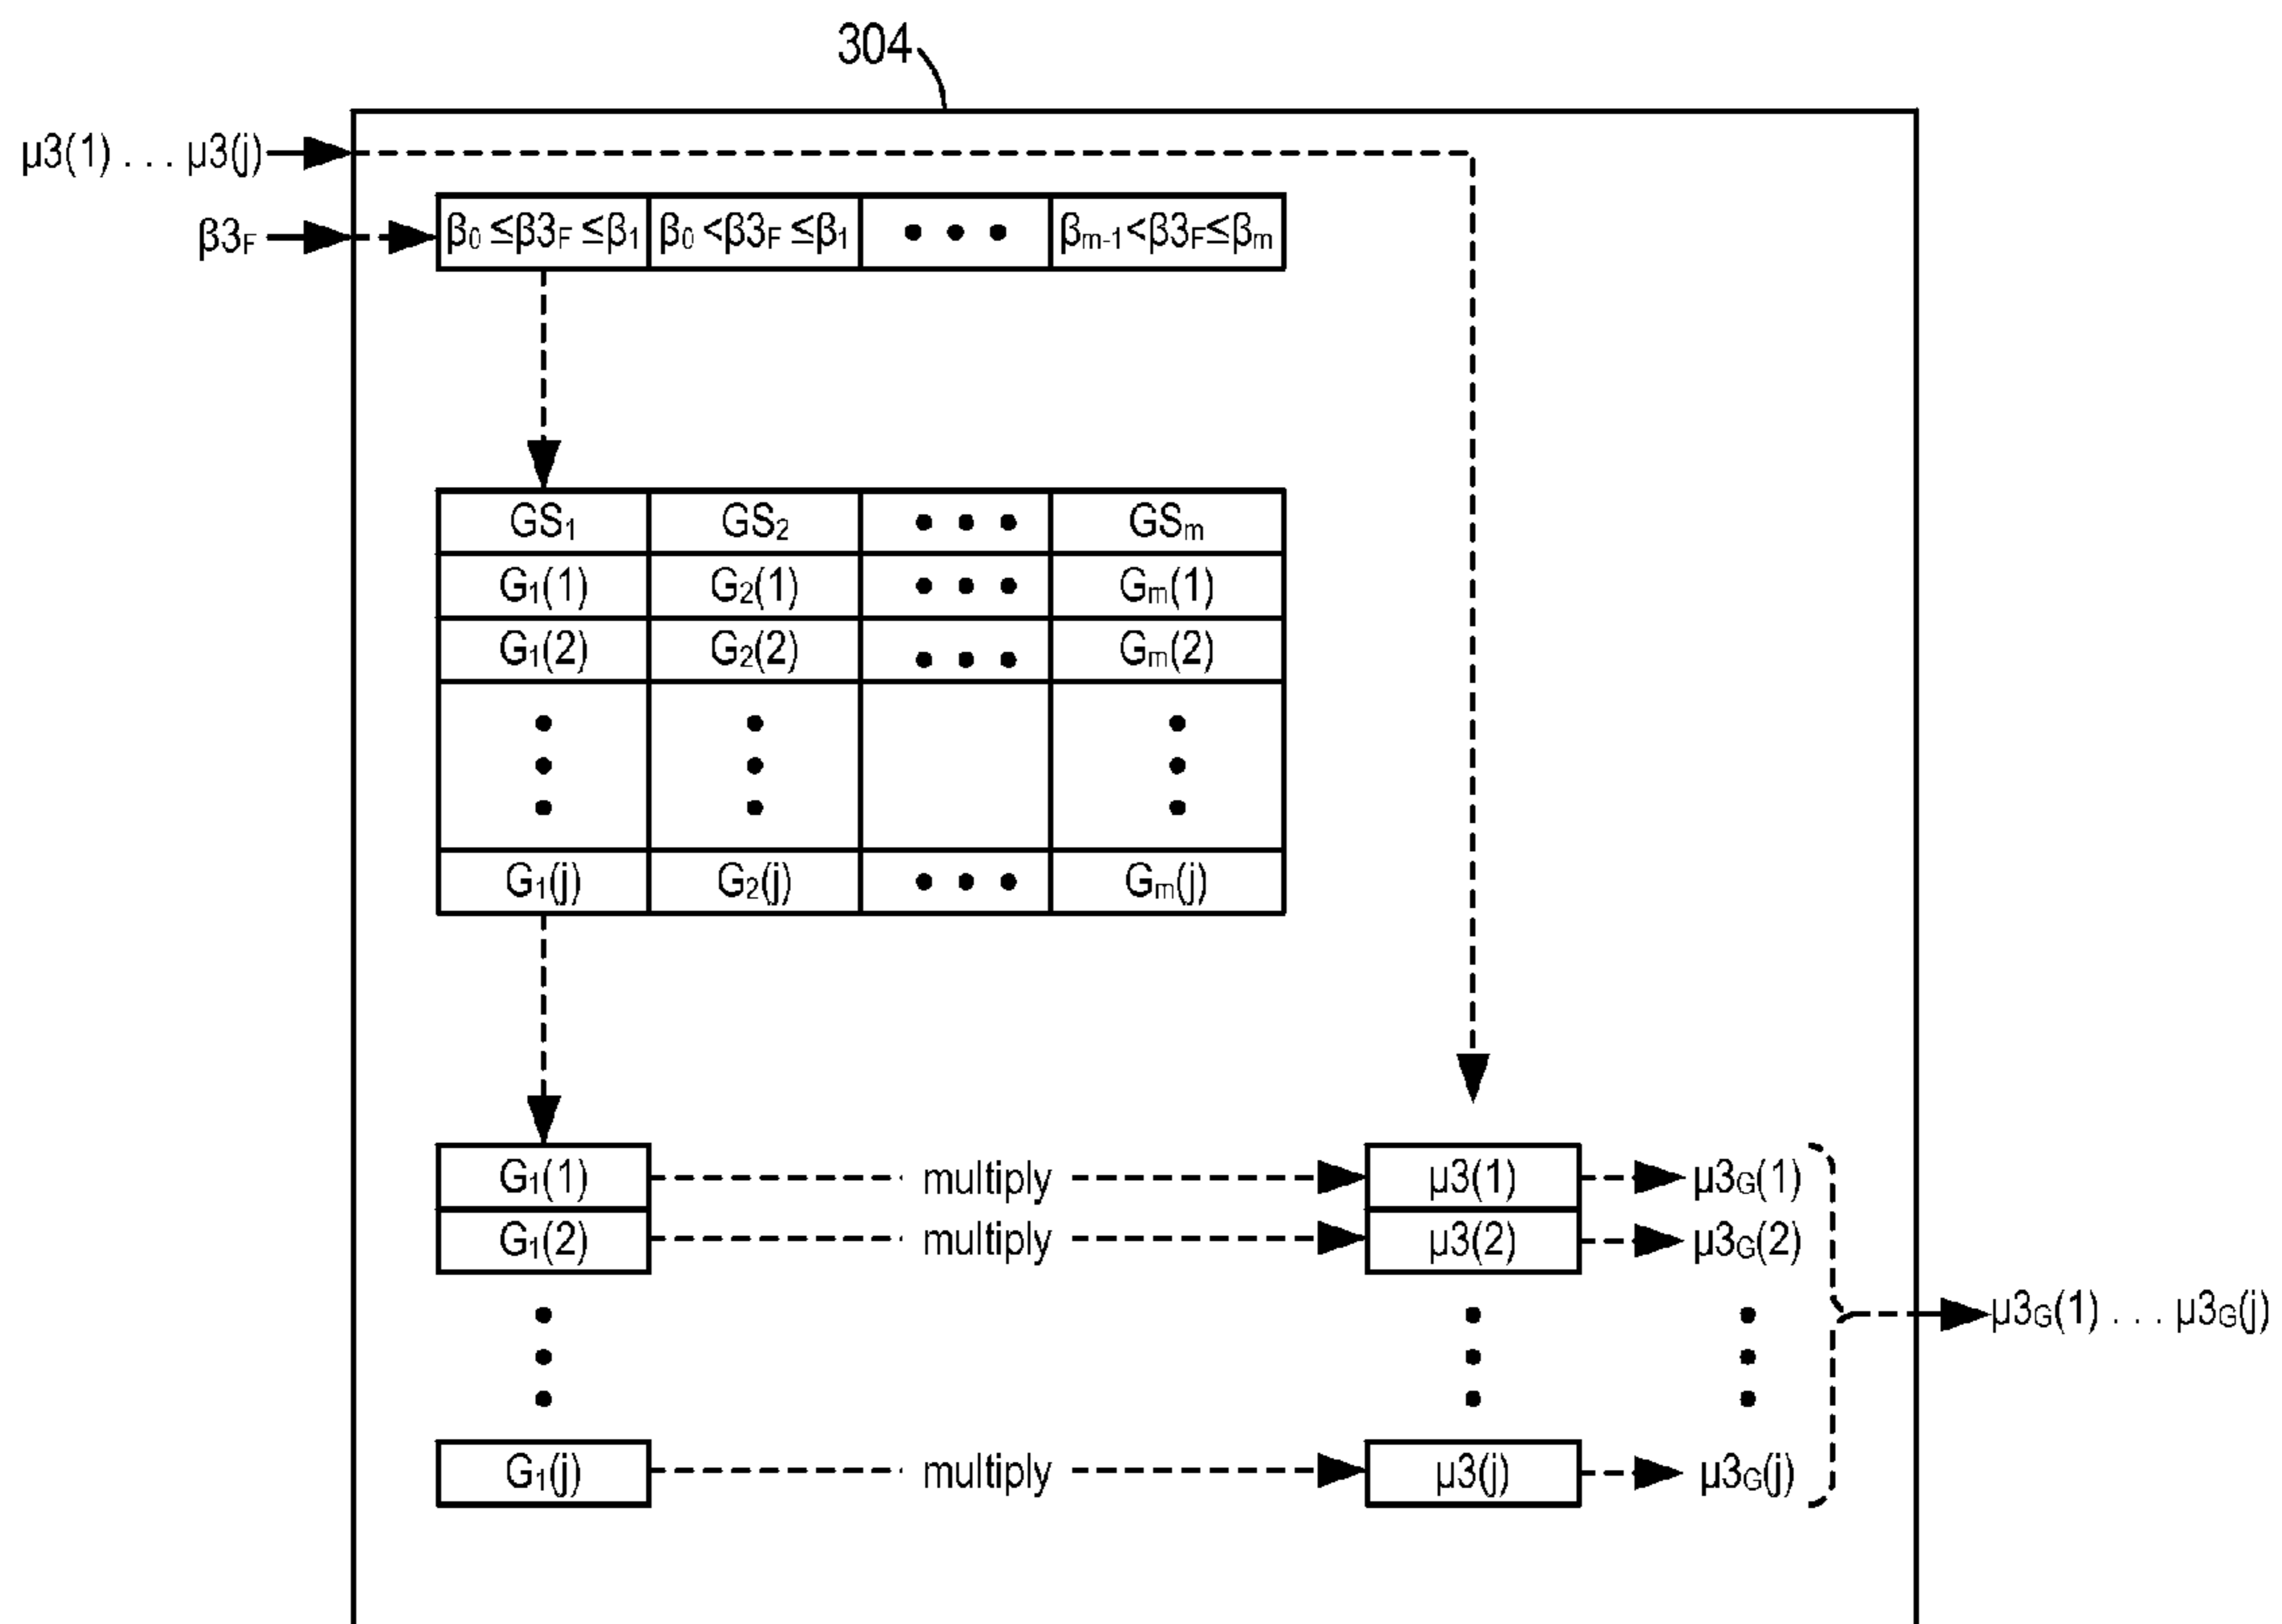 304
μ3(1) . . . μ3(j)
β3F
β0 ≤β3F ≤β1 β0 <β3F ≤β1 • • • βm-1<β3F≤βm
GS1 GS2 • • • GSm
G1(1) G2(1) • • • Gm(1)
G1(2) G2(2) • • • Gm(2)
G1(j) G2(j) • • • Gm(j)
G1(1) multiply μ3(1) μ3G(1)
G1(2) multiply μ3(2) μ3G(2)
μ3G(1) . . . μ3G(j)
G1(j) multiply μ3(j) μ3G(j)